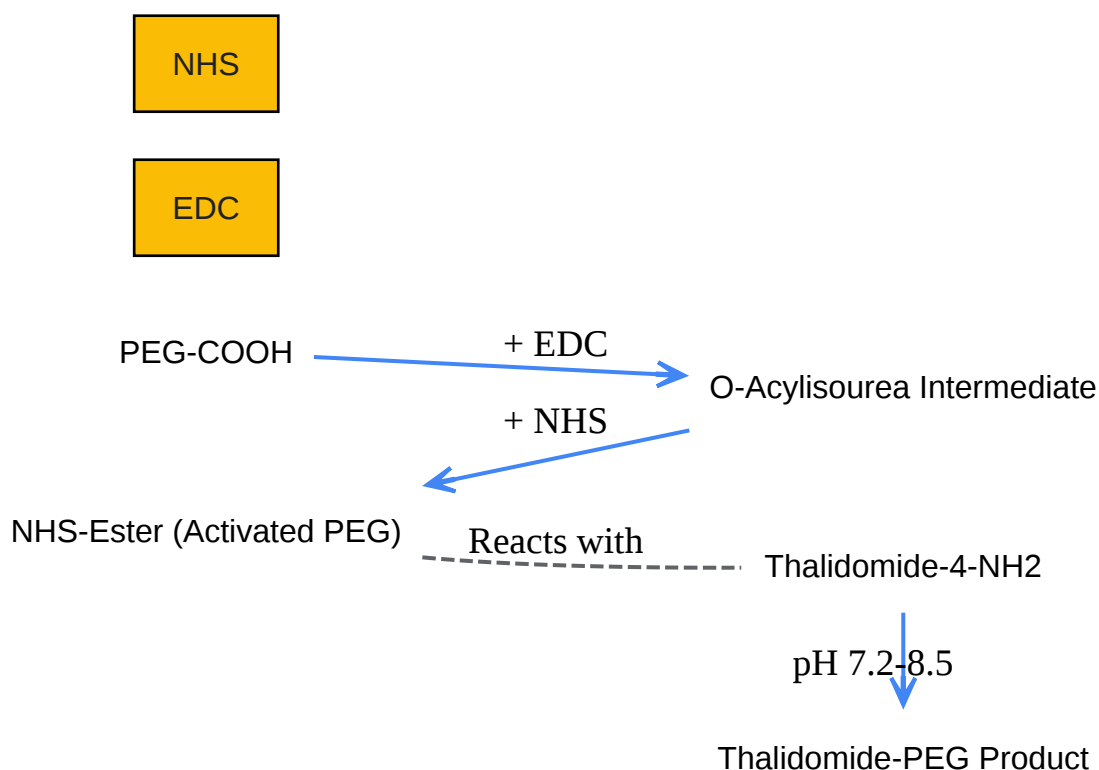 NHS
EDC
PEG-COOH
+ EDC
O-Acylisourea Intermediate
+ NHS
NHS-Ester (Activated PEG)
Reacts with
Thalidomide-4-NH2
pH 7.2-8.5
Thalidomide-PEG Product